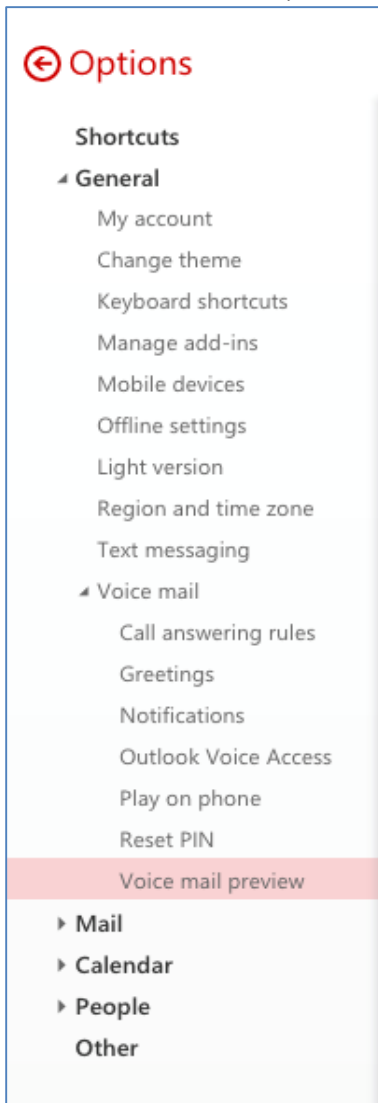 Options
Shortcuts
General
My account
Change theme
Keyboard shortcuts
Manage add-ins
Mobile devices
Offline settings
Light version
Region and time zone
Text messaging
Voice mail
Call answering rules
Greetings
Notifications
Outlook Voice Access
Play on phone
Reset PIN
Voice mail preview
Mail
Calendar
People
Other